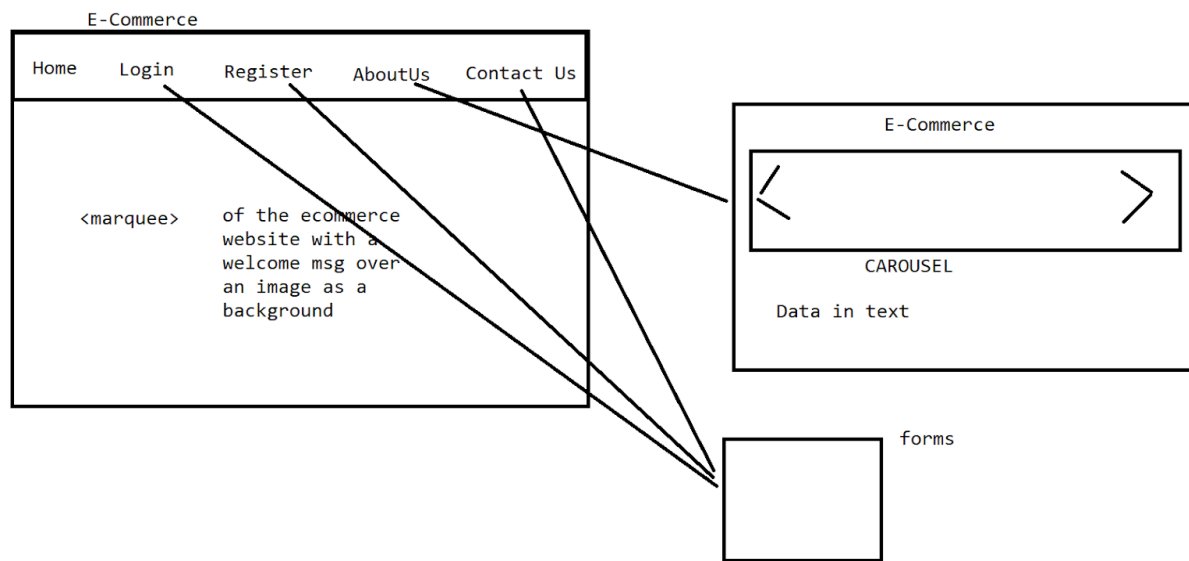 E-Commerce
Home Login Register AboutUs Contact Us
<marquee> of the ecommerce
website with a
welcome msg over
an image as a
background
E-Commerce
CAROUSEL
Data in text
forms